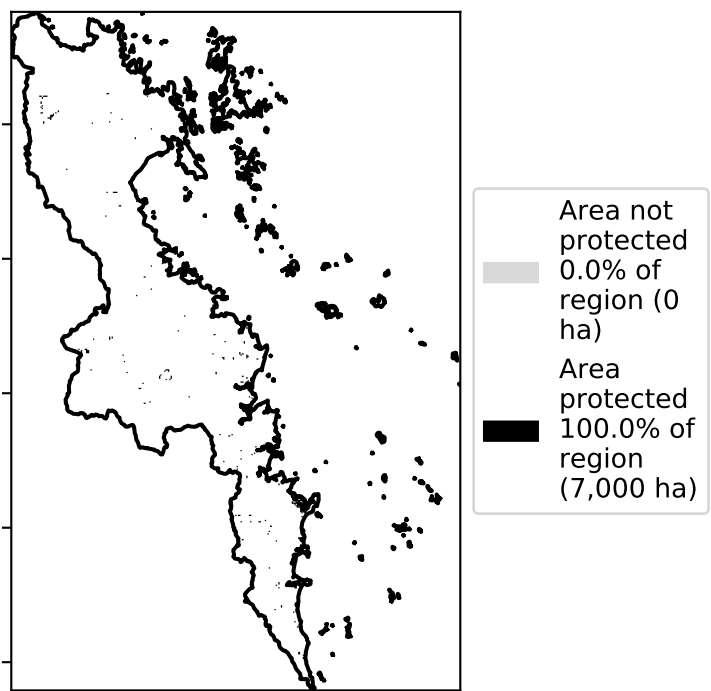 Area not
protected
0.0% of
region (0
ha)
Area
protected
100.0% of
region
(7,000 ha)